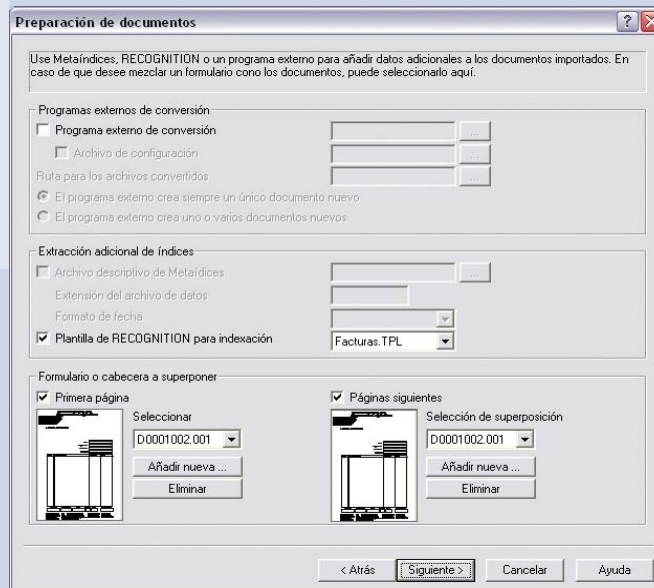 Preparación de documentos
Use Metaíndices, RECOGNITION o un programa externo para añadir datos adicionales a los documentos importados. En
caso de que desee mezclar un formulario cono los documentos, puede seleccionarlo aquí.
Programas externos de conversión
Programa externo de conversión
...
Archivo de configuración
...
Ruta para los archivos convertidos
...
El programa externo crea siempre un único documento nuevo
El programa externo crea uno o varios documentos nuevos
Extracción adicional de índices
Archivo descriptivo de Metaídices
...
Extensión del archivo de datos
Formato de fecha
Plantilla de RECOGNITION para indexación
Facturas.TPL
Formulario o cabecera a superponer
Primera página
Seleccionar
D0001002.001
Añadir nueva ...
Eliminar
Páginas siguientes
Selección de superposición
D0001002.001
Añadir nueva ...
Eliminar
< Atrás
Siguiente >
Cancelar
Ayuda